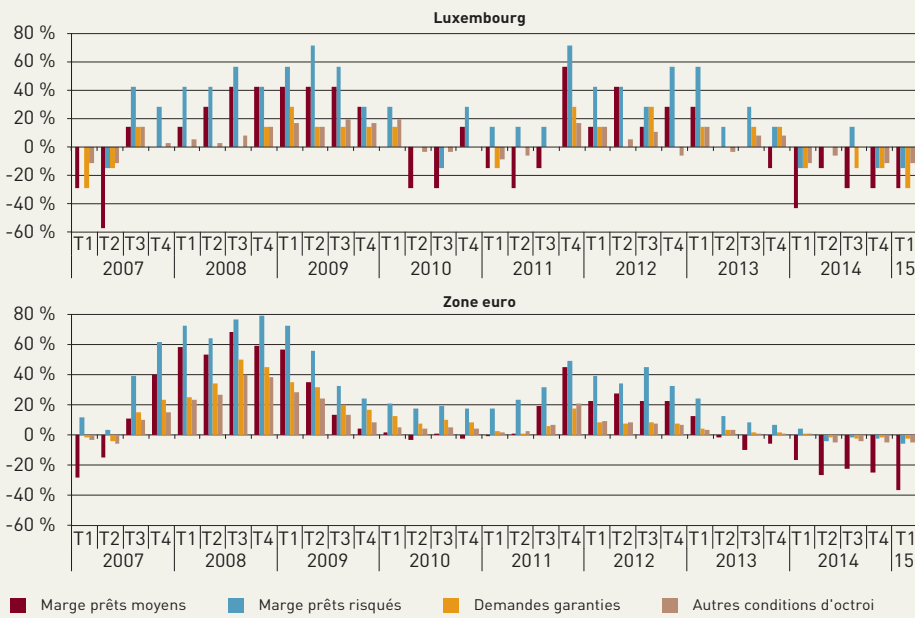 Luxembourg
80 %
60 %
40 %
20 %
0 %
-20 %
-40 %
-60 %
T1 T2 T3 T4 T1 T2 T3 T4 T1 T2 T3 T4 T1 T2 T3 T4 T1 T2 T3 T4 T1 T2 T3 T4 T1 T2 T3 T4 T1 T2 T3 T4 T1
2007 2008 2009 2010 2011 2012 2013 2014 15
Zone euro
80 %
60 %
40 %
20 %
0 %
-20 %
-40 %
-60 %
T1 T2 T3 T4 T1 T2 T3 T4 T1 T2 T3 T4 T1 T2 T3 T4 T1 T2 T3 T4 T1 T2 T3 T4 T1 T2 T3 T4 T1 T2 T3 T4 T1
2007 2008 2009 2010 2011 2012 2013 2014 15
Marge prêts moyens Marge prêts risqués Demandes garanties Autres conditions d'octroi